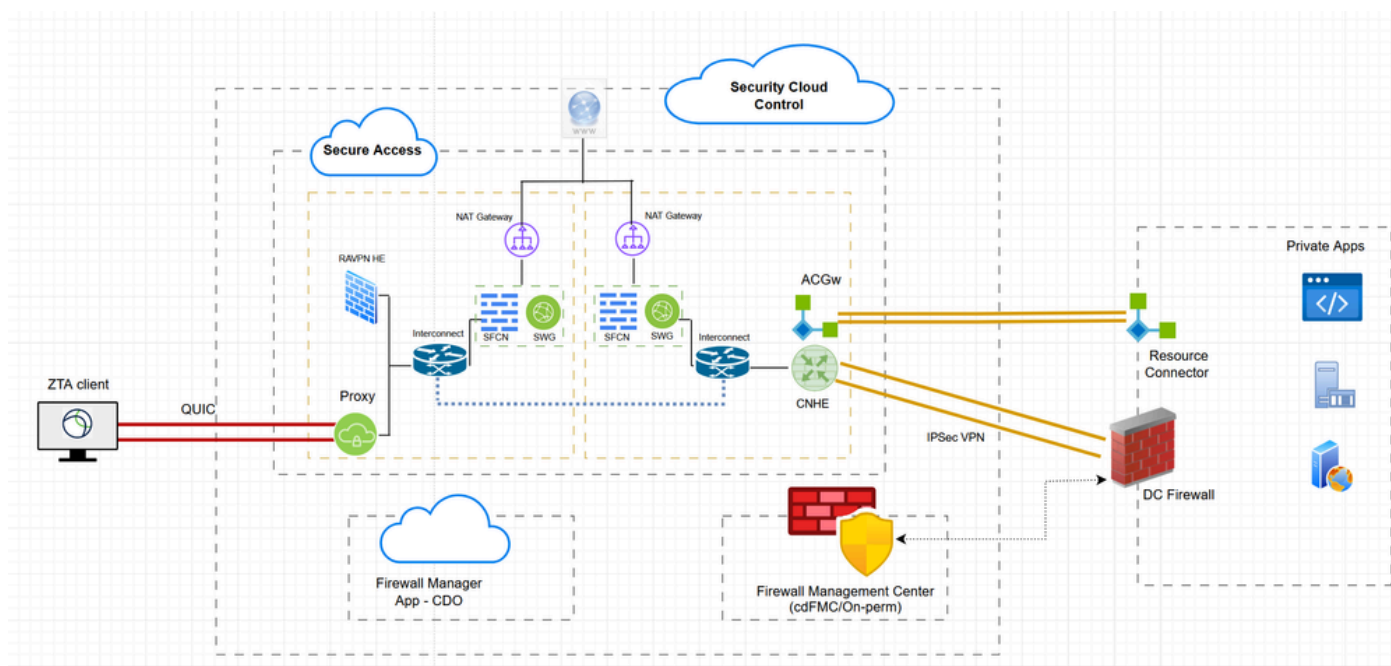 Security Cloud
Control
WWW
Secure Access
NAT Gateway
NAT Gateway
RAVPN HE
Private Apps
ACGw
Interconnect
SFCN
SWG
SFCN
SWG
Interconnect
Resource
Connector
ZTA client
QUIC
Proxy
CNHE
IPSec VPN
DC Firewall
Firewall Manager
App - CDO
Firewall Management Center
(cdFMC/On-perm)